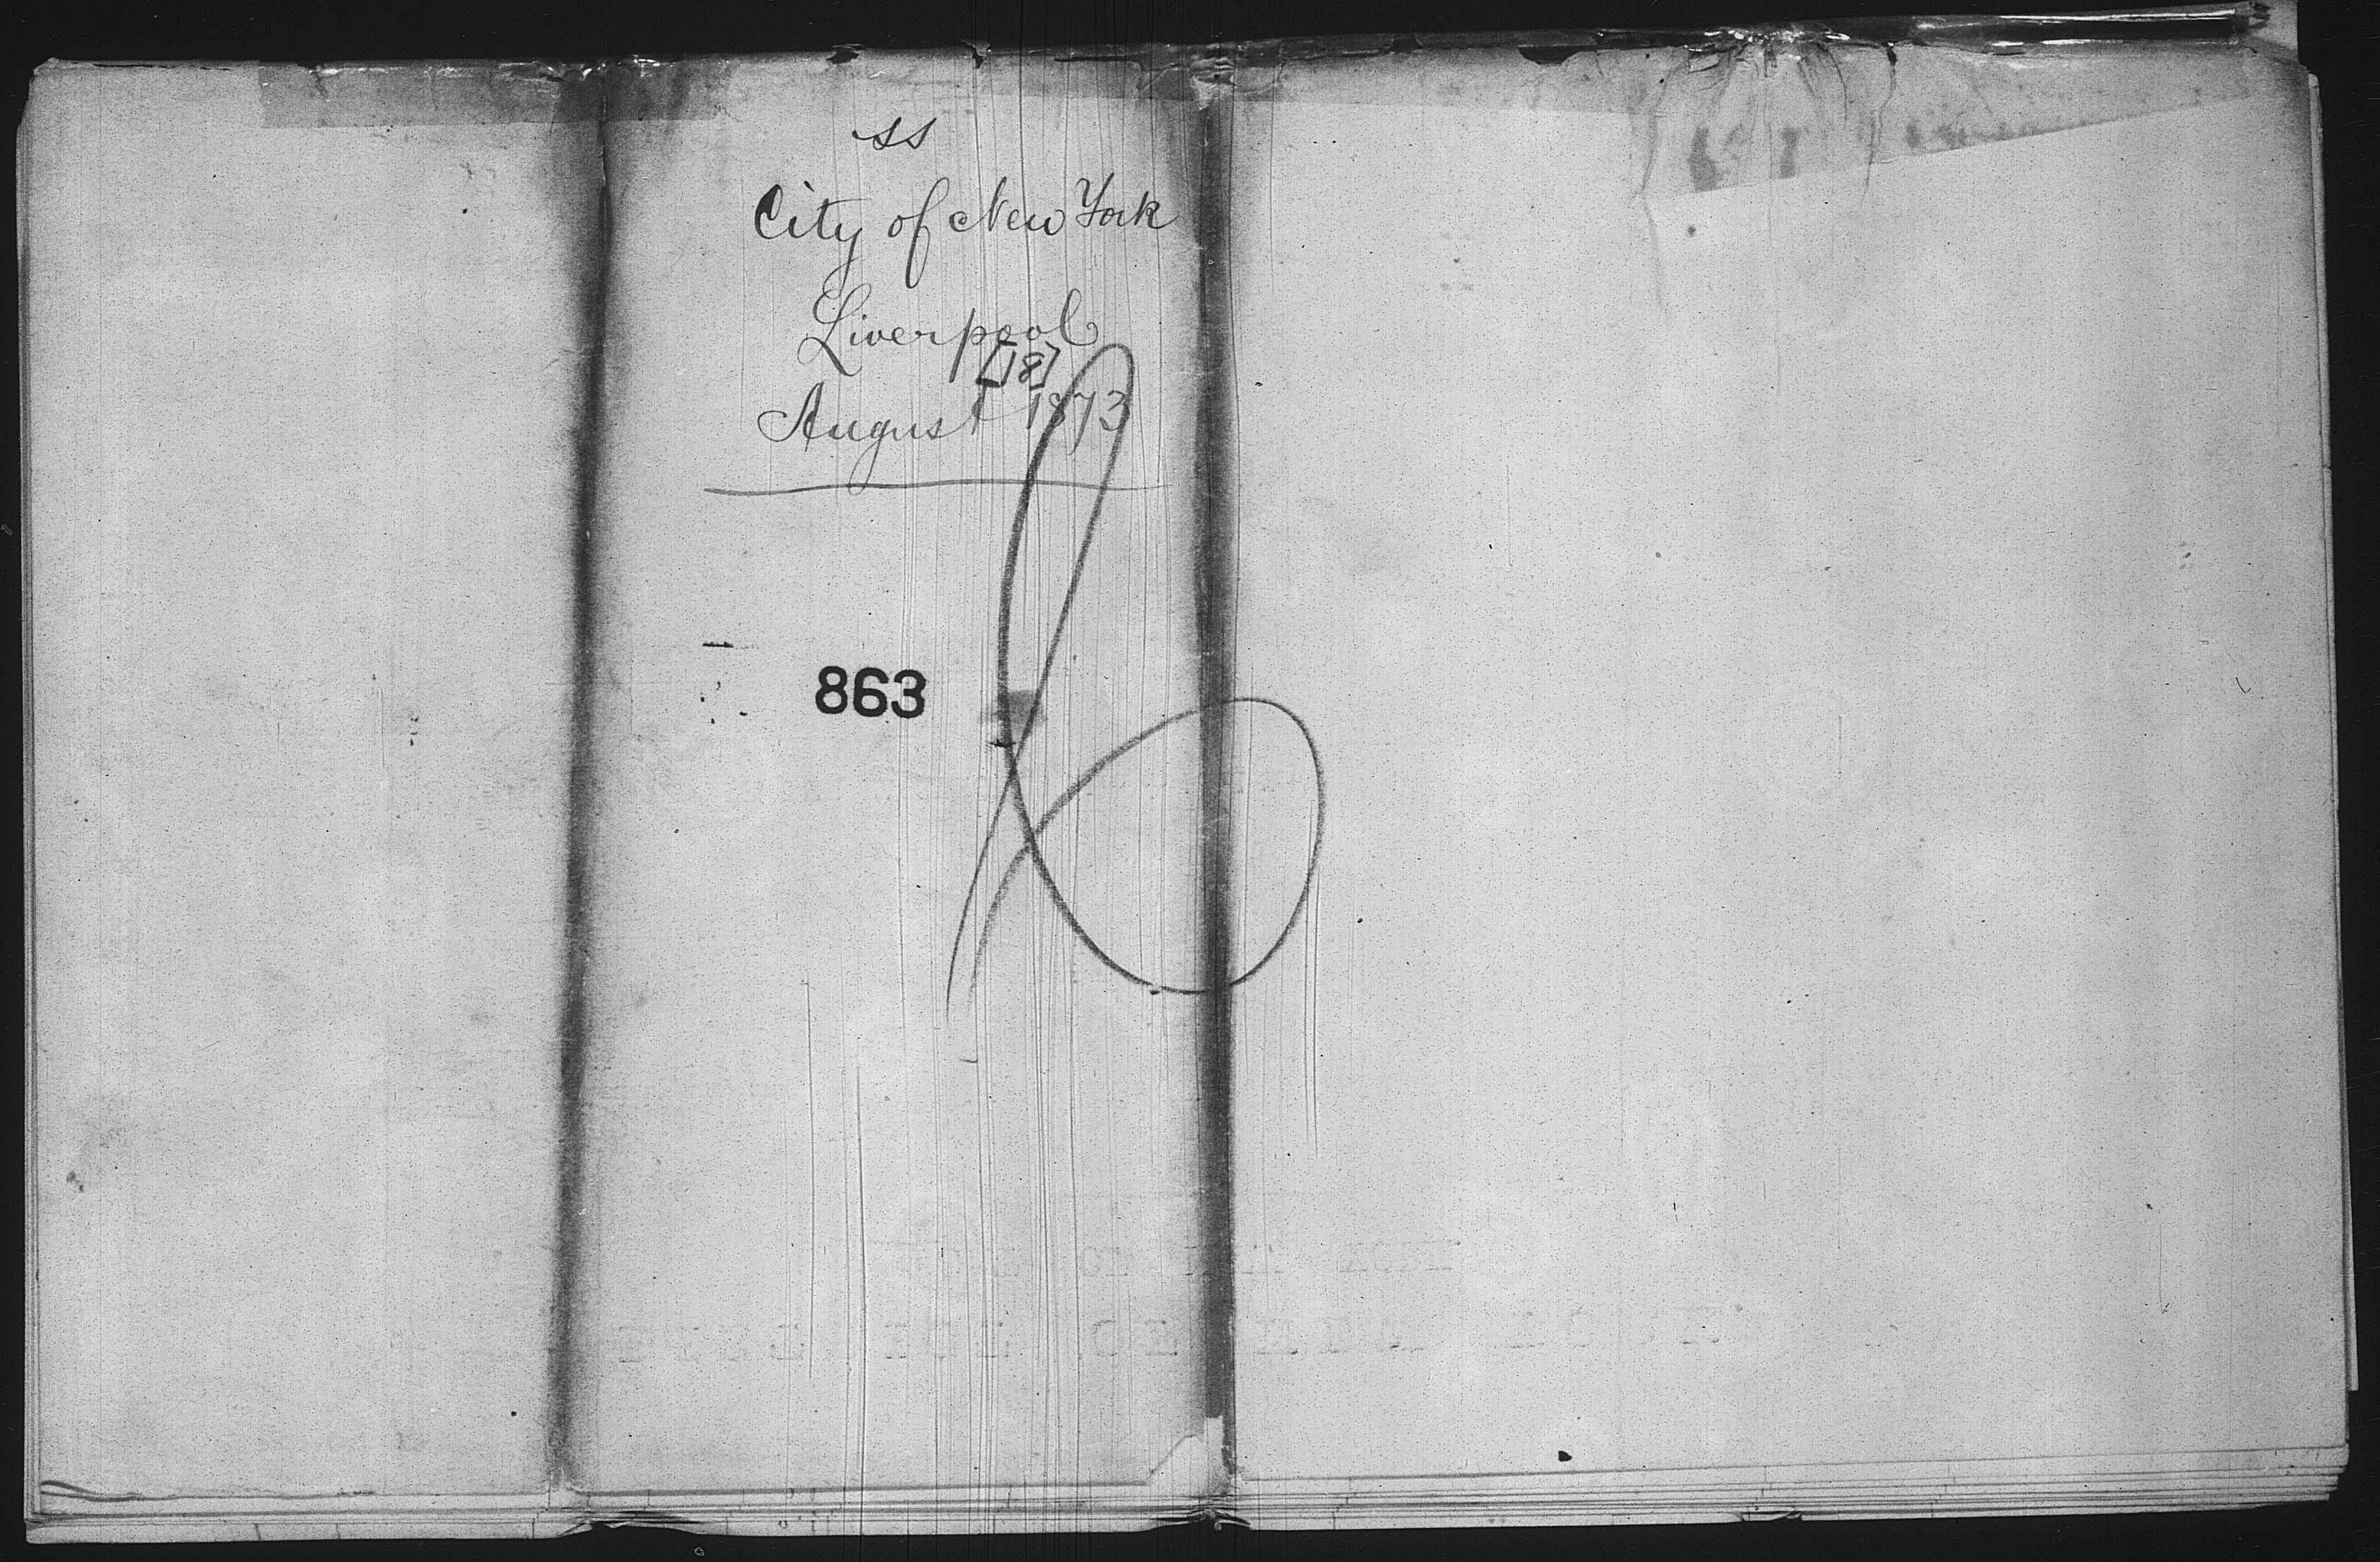 ss
City of New York
Liverpool
[18]
August 1873
863